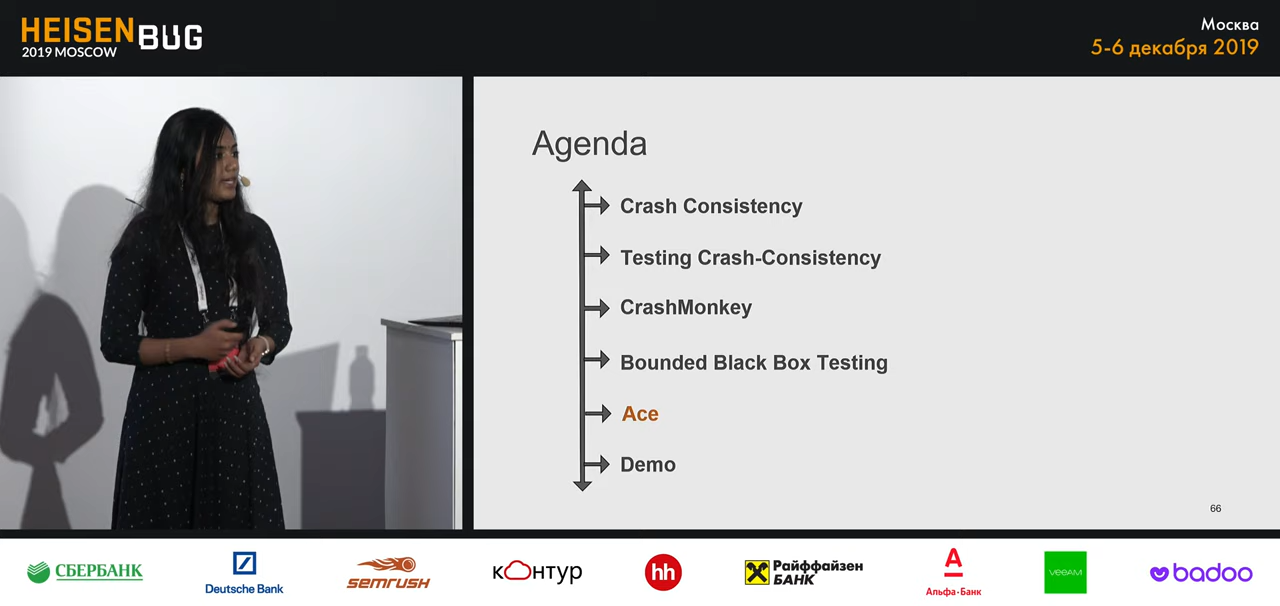 HEISENBUG
2019 MOSCOW
Москва
5-6 декабря 2019
Agenda
Crash Consistency
Testing Crash-Consistency
CrashMonkey
Bounded Black Box Testing
Ace
Demo
66
СБЕРБАНК
Deutsche Bank
semrush
контур
hh
Райффайзен
БАНК
А
Альфа·Банк
veeam
badoo